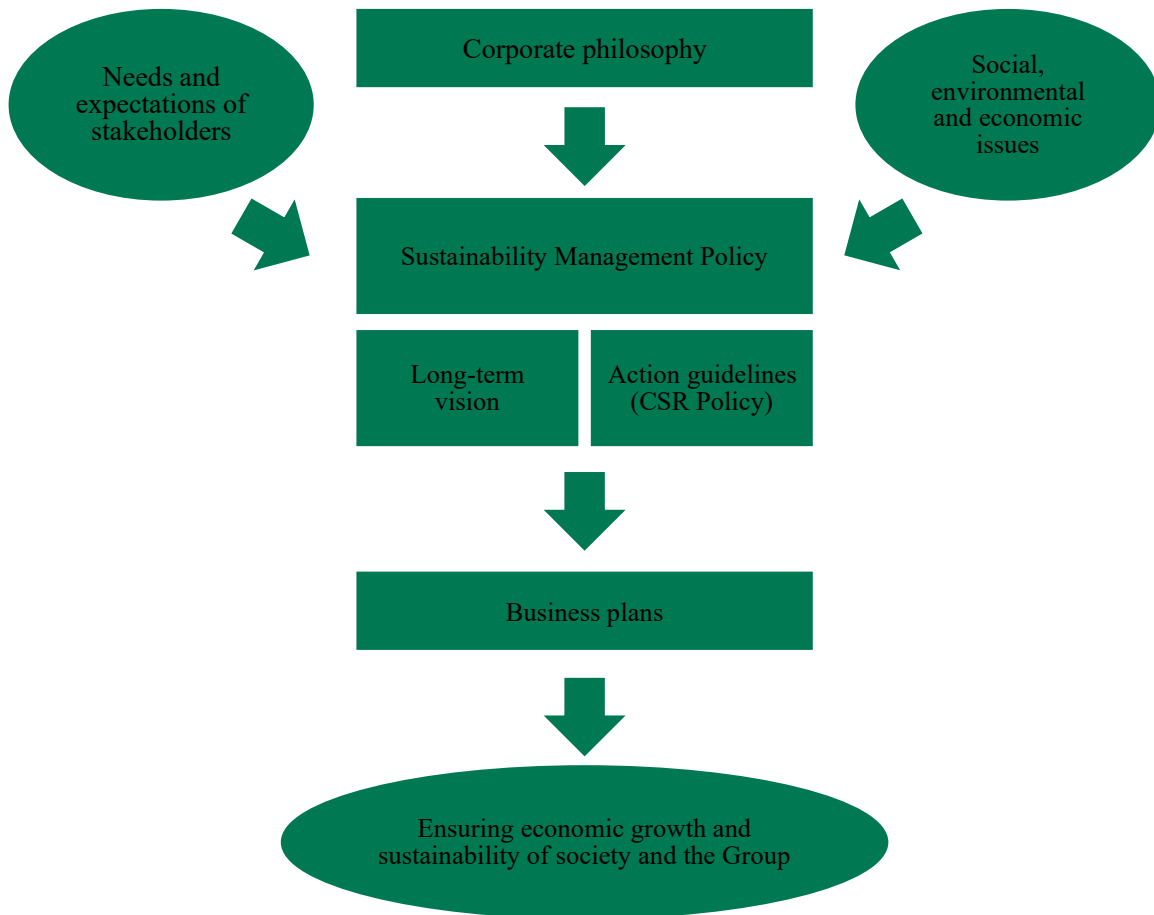 Corporate philosophy
Needs and
expectations of
stakeholders
Social,
environmental
and economic
issues
Sustainability Management Policy
Long-term
vision
Action guidelines
(CSR Policy)
Business plans
Ensuring economic growth and
sustainability of society and the Group